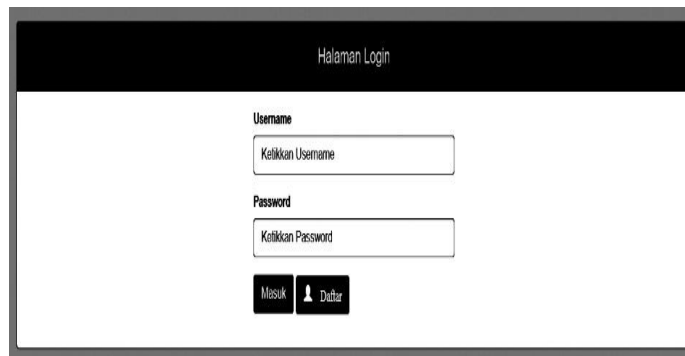 Halaman Login
Username
Ketikkan Username
Password
Ketikkan Password
Masuk
Daftar